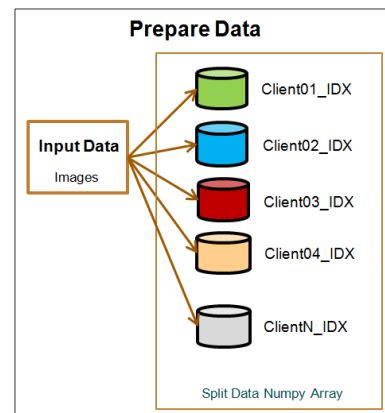 Prepare Data
Client01_IDX
Client02_IDX
Input Data
Images
Client03_IDX
Client04_IDX
ClientN_IDX
Split Data Numpy Array